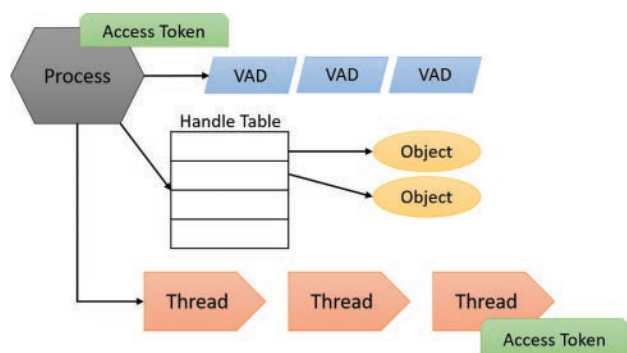 Access Token
Process
VAD
VAD
VAD
Handle Table
Object
Object
Thread
Thread
Thread
Access Token